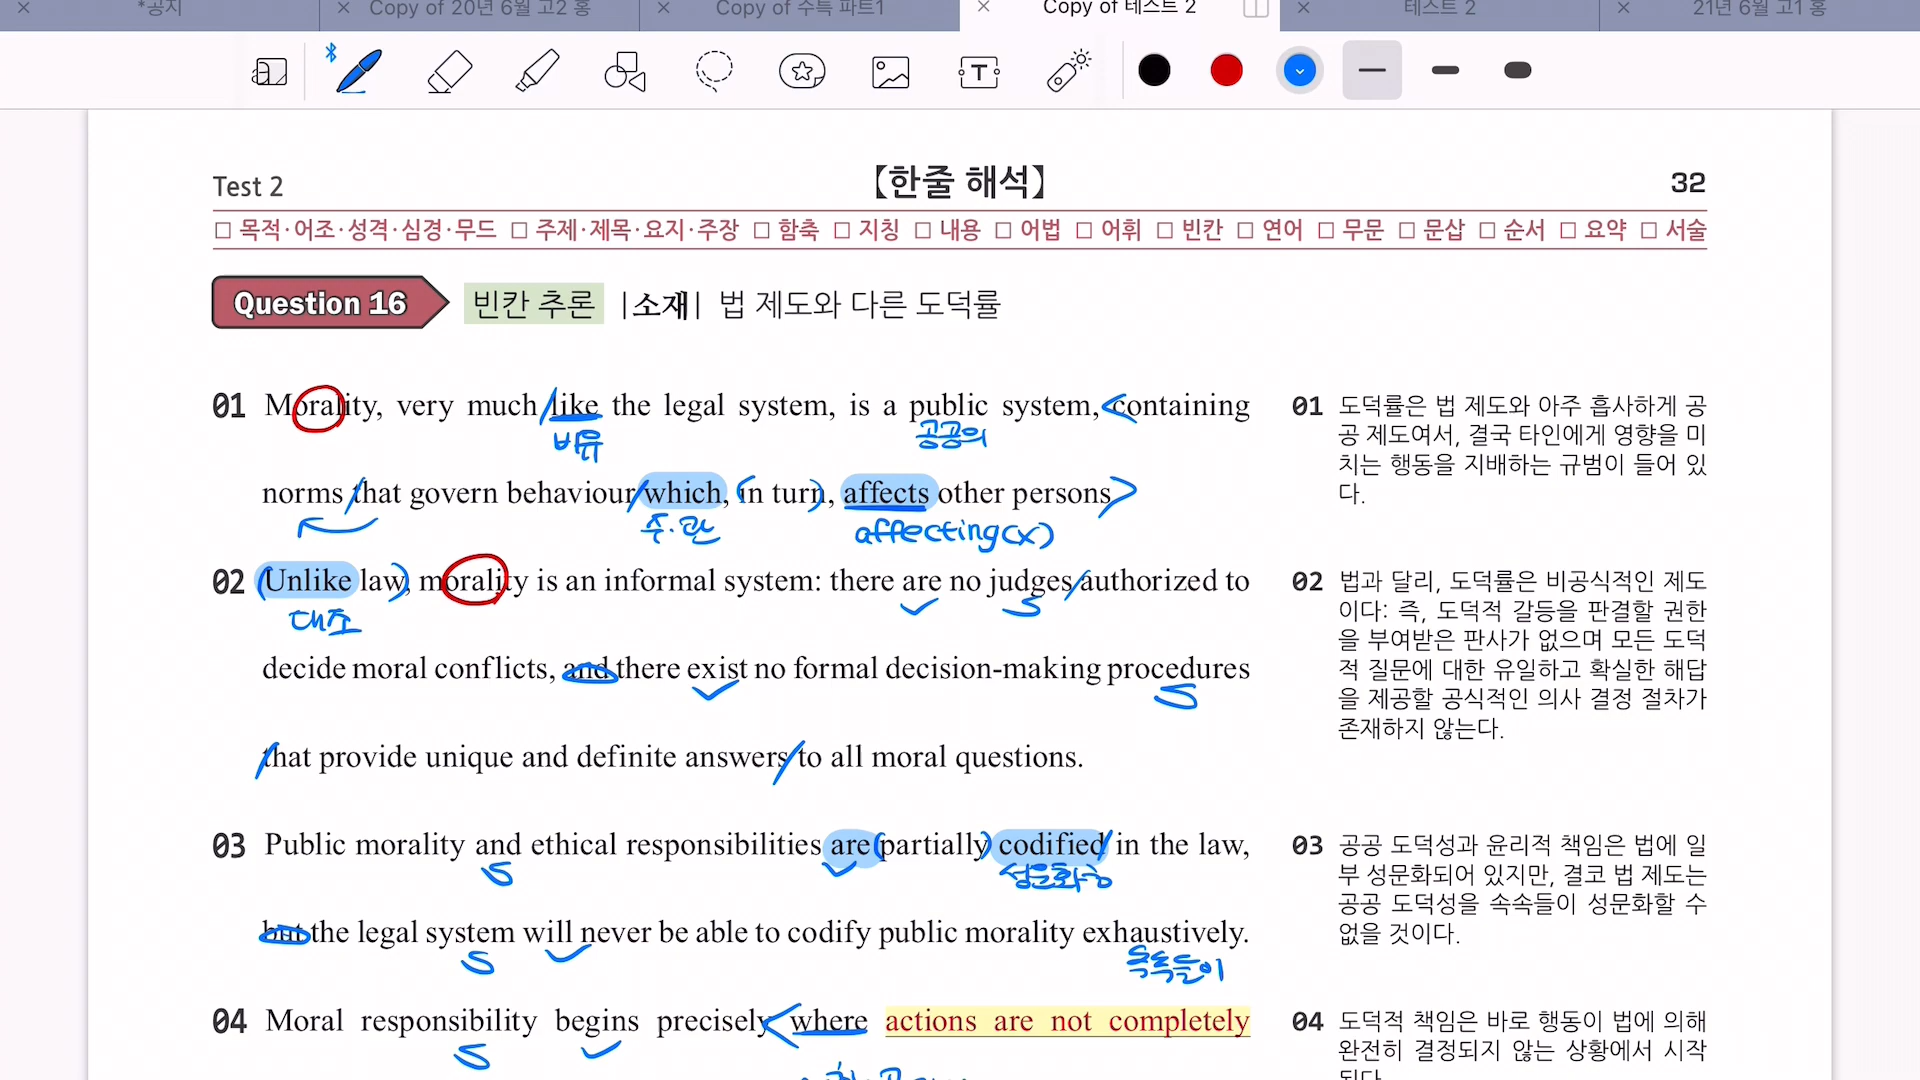 *공지
Copy of 20년 6월 고2 홍
Copy of 수특 파트1
Copy of 테스트 2
테스트 2
21년 6월 고1 홍
Test 2
【한줄 해석】
32
□ 목적·어조·성격·심경·무드 □ 주제·제목·요지·주장 □ 함축 □ 지칭 □ 내용 □ 어법 □ 어휘 □ 빈칸 □ 연어 □ 무문 □ 문삽 □ 순서 □ 요약 □ 서술
Question 16
빈칸 추론 |소재| 법 제도와 다른 도덕률
01 Morality, very much like the legal system, is a public system, containing
비유
공공의
norms that govern behaviour which, in turn, affects other persons
주·관
affecting(x)
02 Unlike law, morality is an informal system: there are no judges authorized to
대조
S
decide moral conflicts, and there exist no formal decision-making procedures
S
that provide unique and definite answers to all moral questions.
03 Public morality and ethical responsibilities are partially codified in the law,
S
but the legal system will never be able to codify public morality exhaustively.
S
속속들이
04 Moral responsibility begins precisely where actions are not completely
S
01 도덕률은 법 제도와 아주 흡사하게 공
공 제도여서, 결국 타인에게 영향을 미
치는 행동을 지배하는 규범이 들어 있
다.
02 법과 달리, 도덕률은 비공식적인 제도
이다: 즉, 도덕적 갈등을 판결할 권한
을 부여받은 판사가 없으며 모든 도덕
적 질문에 대한 유일하고 확실한 해답
을 제공할 공식적인 의사 결정 절차가
존재하지 않는다.
03 공공 도덕성과 윤리적 책임은 법에 일
부 성문화되어 있지만, 결코 법 제도는
공공 도덕성을 속속들이 성문화할 수
없을 것이다.
04 도덕적 책임은 바로 행동이 법에 의해
완전히 결정되지 않는 상황에서 시작
된다.